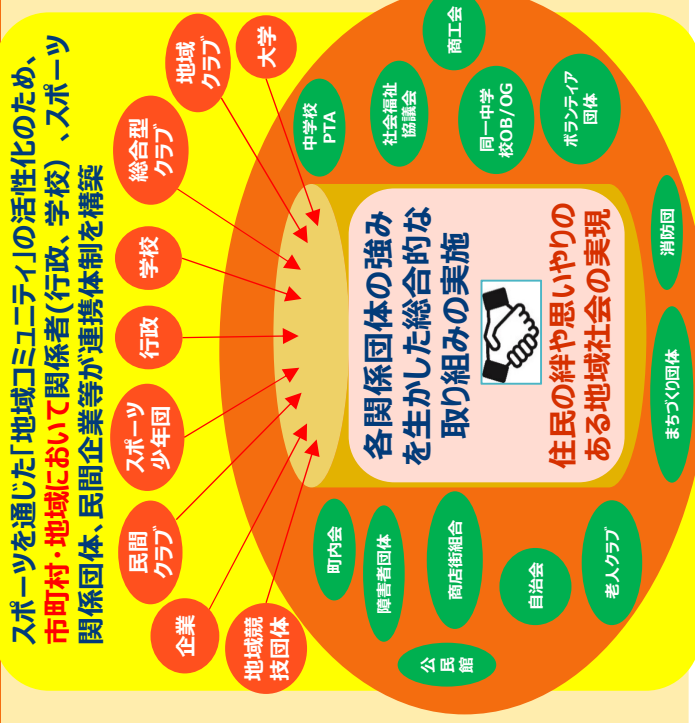 スポーツを通じた「地域コミュニティ」の活性化のため、
市町村・地域において関係者(行政、学校）、スポーツ
関係団体、民間企業等が連携体制を構築
地域競
技団体
企業
民間
クラブ
スポーツ
少年団
行政
学校
総合型
クラブ
地域
クラブ
大学
各関係団体の強み
を生かした総合的な
取り組みの実施
住民の絆や思いやりの
ある地域社会の実現
公
民
館
町内会
障害者団体
商店街組合
自治会
老人クラブ
まちづくり団体
消防団
中学校
PTA
社会福祉
協議会
商工会
同一中学
校OB/OG
ボランティア
団体